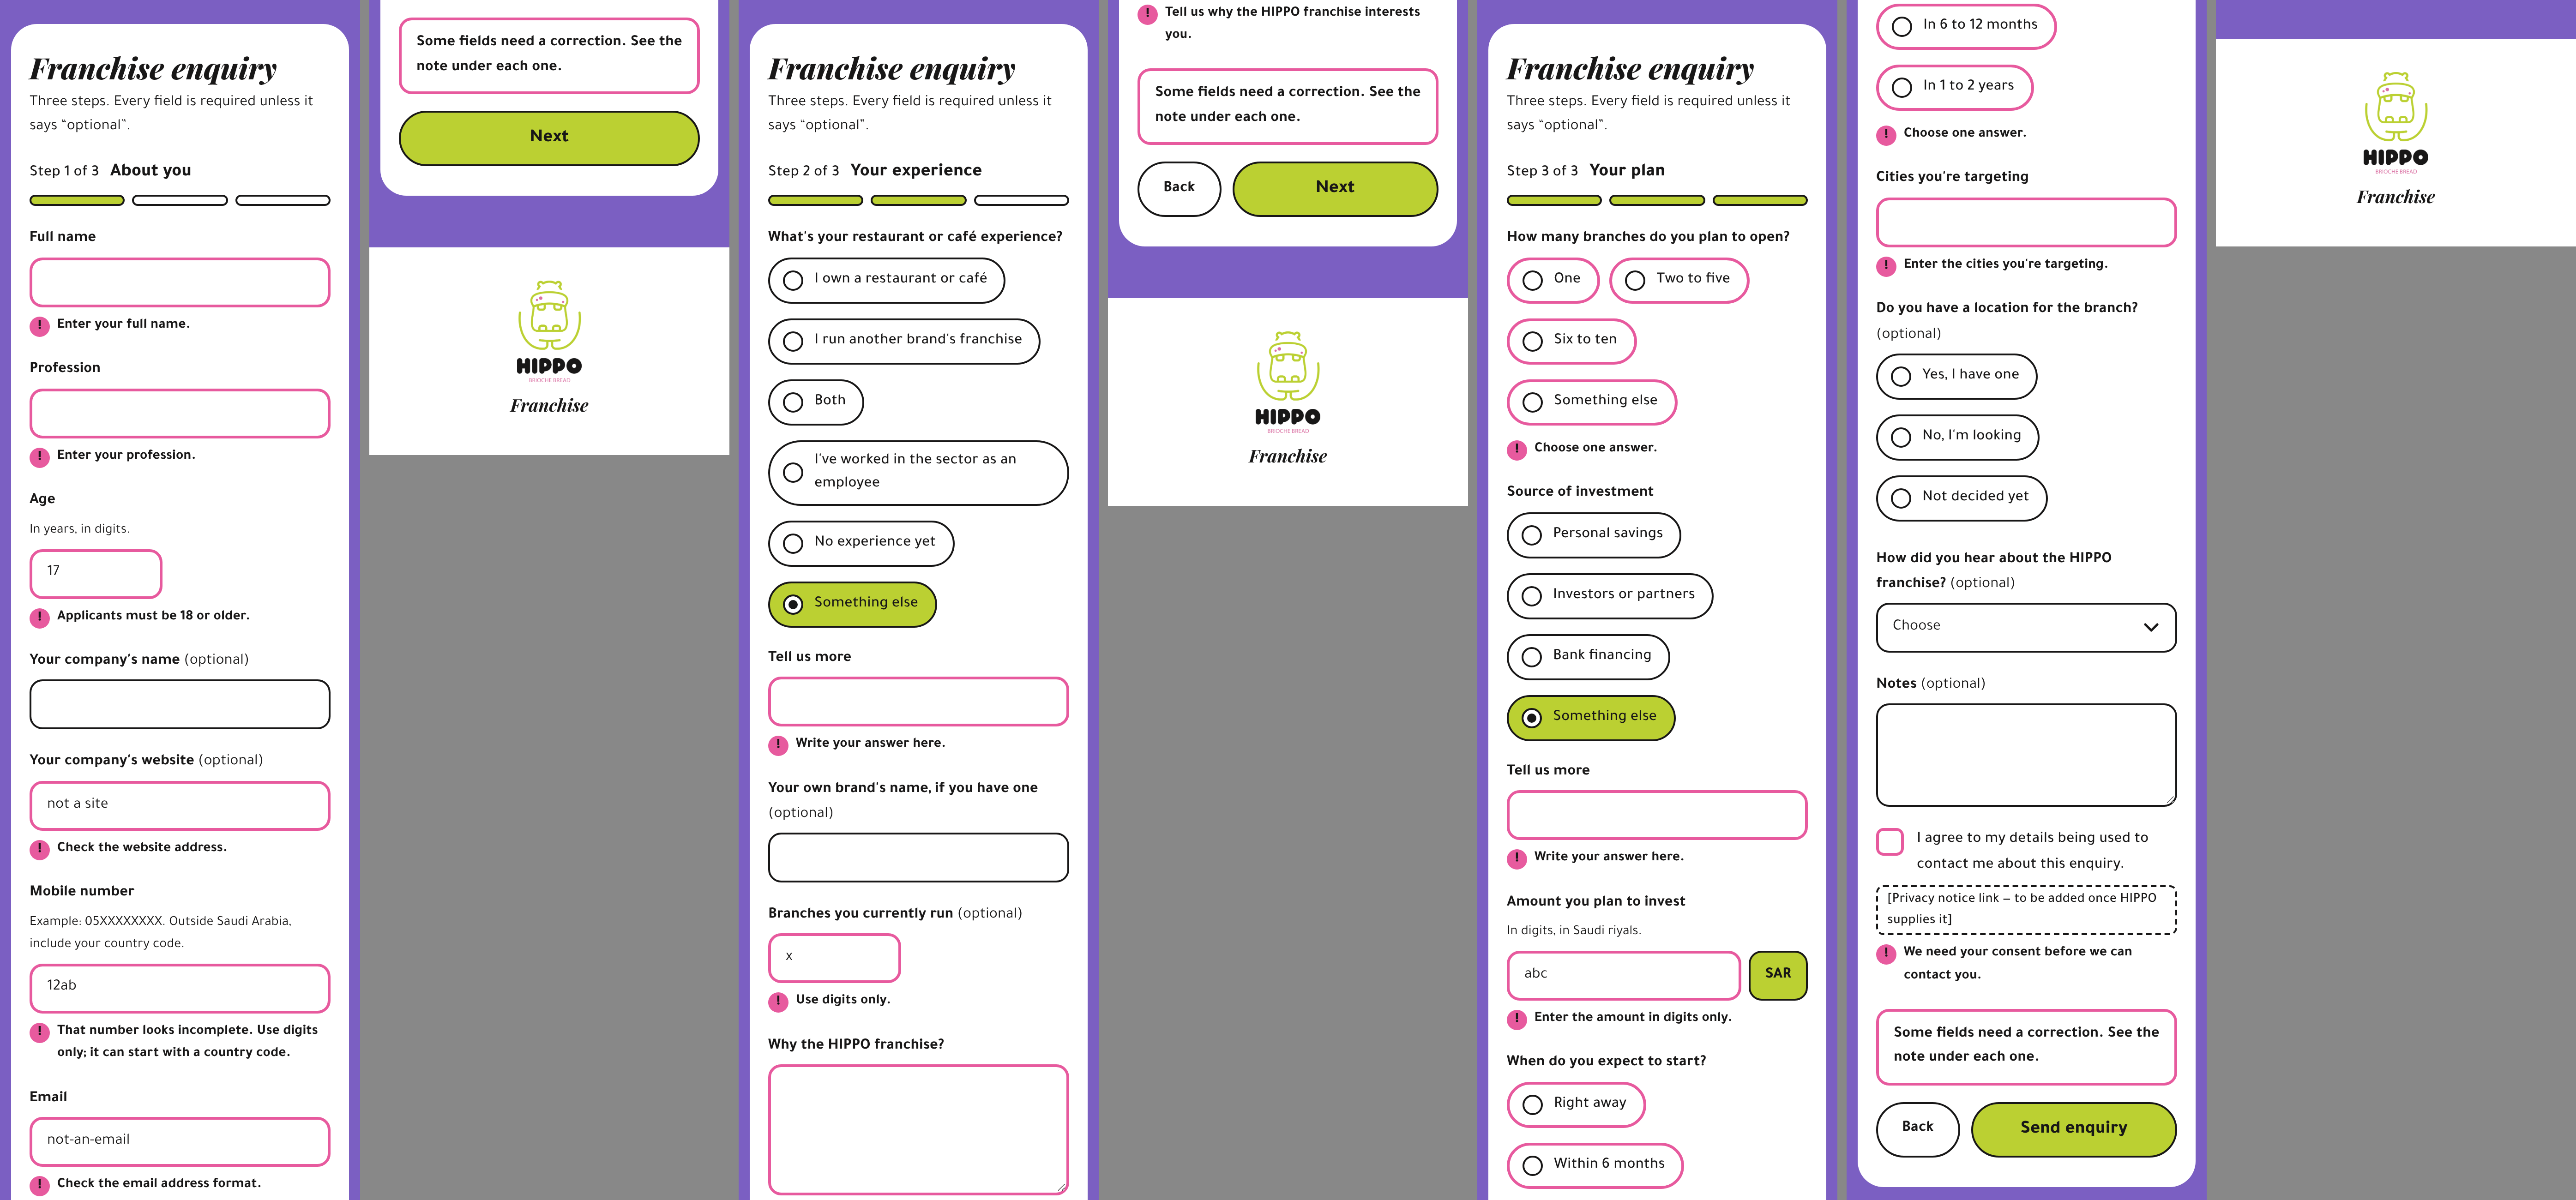 Franchise enquiry
Three steps. Every field is required unless it
says “optional”.
Step 1 of 3 About you
Full name
! Enter your full name.
Profession
! Enter your profession.
Age
In years, in digits.
17
! Applicants must be 18 or older.
Your company's name (optional)
Your company's website (optional)
not a site
! Check the website address.
Mobile number
Example: 05XXXXXXXX. Outside Saudi Arabia,
include your country code.
12ab
! That number looks incomplete. Use digits
only; it can start with a country code.
Email
not-an-email
! Check the email address format.
Some fields need a correction. See the
note under each one.
Next
HIPPO
BRIOCHE BREAD
Franchise
Franchise enquiry
Three steps. Every field is required unless it
says “optional”.
Step 2 of 3 Your experience
What's your restaurant or café experience?
I own a restaurant or café
I run another brand's franchise
Both
I've worked in the sector as an
employee
No experience yet
Something else
Tell us more
! Write your answer here.
Your own brand's name, if you have one
(optional)
Branches you currently run (optional)
x
! Use digits only.
Why the HIPPO franchise?
! Tell us why the HIPPO franchise interests
you.
Some fields need a correction. See the
note under each one.
Back Next
HIPPO
BRIOCHE BREAD
Franchise
Franchise enquiry
Three steps. Every field is required unless it
says “optional”.
Step 3 of 3 Your plan
How many branches do you plan to open?
One Two to five
Six to ten
Something else
! Choose one answer.
Source of investment
Personal savings
Investors or partners
Bank financing
Something else
Tell us more
! Write your answer here.
Amount you plan to invest
In digits, in Saudi riyals.
abc SAR
! Enter the amount in digits only.
When do you expect to start?
Right away
Within 6 months
In 6 to 12 months
In 1 to 2 years
! Choose one answer.
Cities you're targeting
! Enter the cities you're targeting.
Do you have a location for the branch?
(optional)
Yes, I have one
No, I'm looking
Not decided yet
How did you hear about the HIPPO
franchise? (optional)
Choose
Notes (optional)
I agree to my details being used to
contact me about this enquiry.
[Privacy notice link – to be added once HIPPO
supplies it]
! We need your consent before we can
contact you.
Some fields need a correction. See the
note under each one.
Back Send enquiry
HIPPO
BRIOCHE BREAD
Franchise